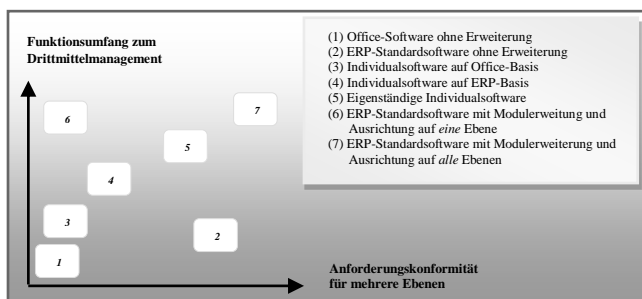 Funktionsumfang zum
Drittmittelmanagement
(1) Office-Software ohne Erweiterung
(2) ERP-Standardsoftware ohne Erweiterung
(3) Individualsoftware auf Office-Basis
(4) Individualsoftware auf ERP-Basis
(5) Eigenständige Individualsoftware
(6) ERP-Standardsoftware mit Modulerweitung und
Ausrichtung auf eine Ebene
(7) ERP-Standardsoftware mit Modulerweiterung und
Ausrichtung auf alle Ebenen
7
6
5
4
3
2
1
Anforderungskonformität
für mehrere Ebenen